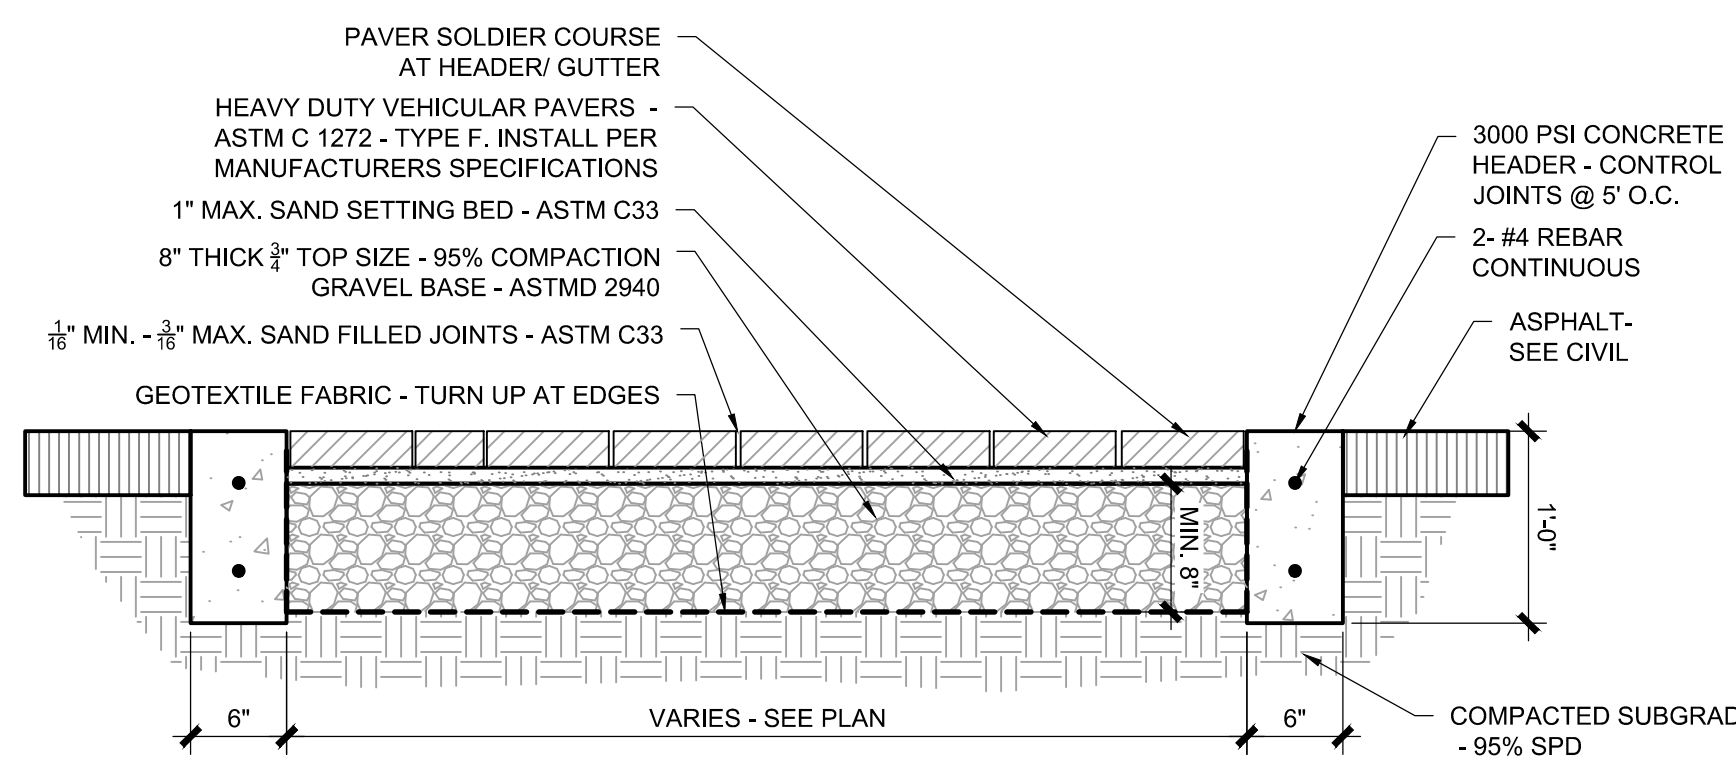 PAVER SOLDIER COURSE
AT HEADER/ GUTTER
HEAVY DUTY VEHICULAR PAVERS -
ASTM C 1272 - TYPE F. INSTALL PER
MANUFACTURERS SPECIFICATIONS
1" MAX. SAND SETTING BED - ASTM C33
8" THICK 3/4" TOP SIZE - 95% COMPACTION
GRAVEL BASE - ASTMD 2940
1/16" MIN. - 3/16" MAX. SAND FILLED JOINTS - ASTM C33
GEOTEXTILE FABRIC - TURN UP AT EDGES
3000 PSI CONCRETE
HEADER - CONTROL
JOINTS @ 5' O.C.
2- #4 REBAR
CONTINUOUS
ASPHALT-
SEE CIVIL
MIN. 8"
1'-0"
6"
VARIES - SEE PLAN
6"
COMPACTED SUBGRAD
- 95% SPD